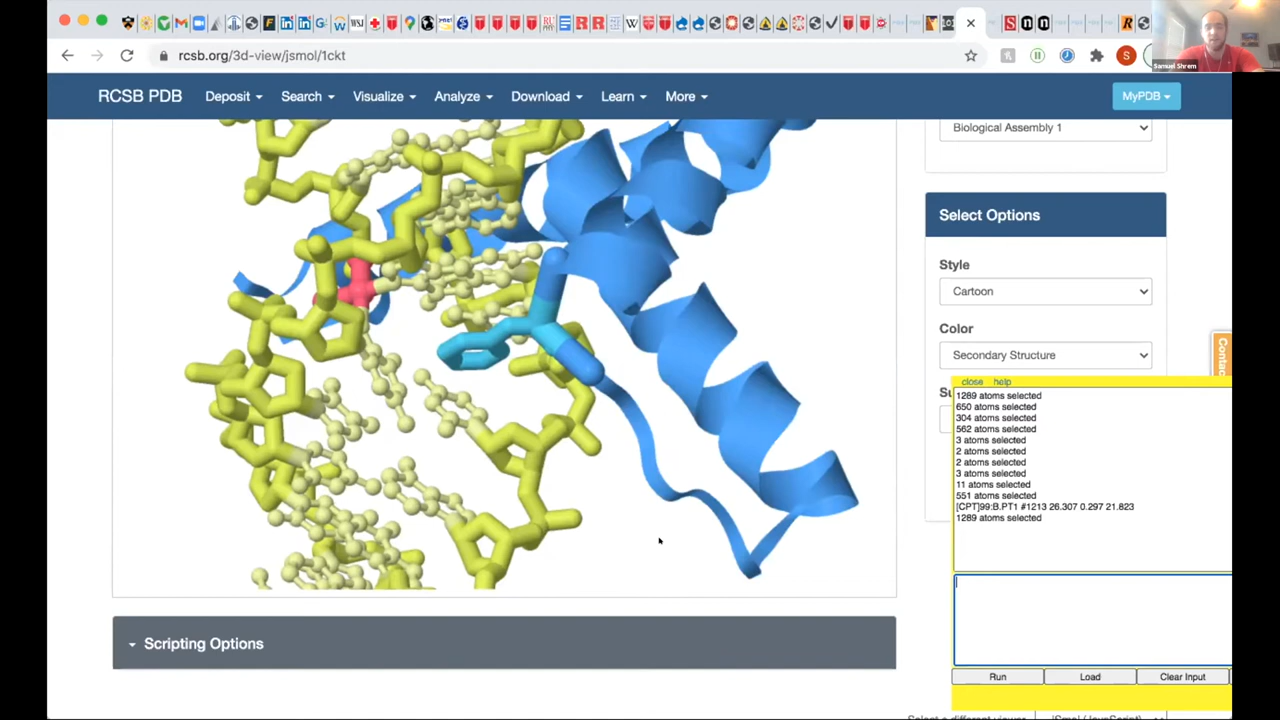 Samuel Shrem
rcsb.org/3d-view/jsmol/1ckt
RCSB PDB
Deposit
Search
Visualize
Analyze
Download
Learn
More
MyPDB
Biological Assembly 1
Select Options
Style
Cartoon
Color
Secondary Structure
close help
1289 atoms selected
650 atoms selected
304 atoms selected
562 atoms selected
3 atoms selected
2 atoms selected
2 atoms selected
3 atoms selected
11 atoms selected
551 atoms selected
[CPT]99:B.PT1 #1213 26.307 0.297 21.823
1289 atoms selected
Run
Load
Clear Input
Scripting Options